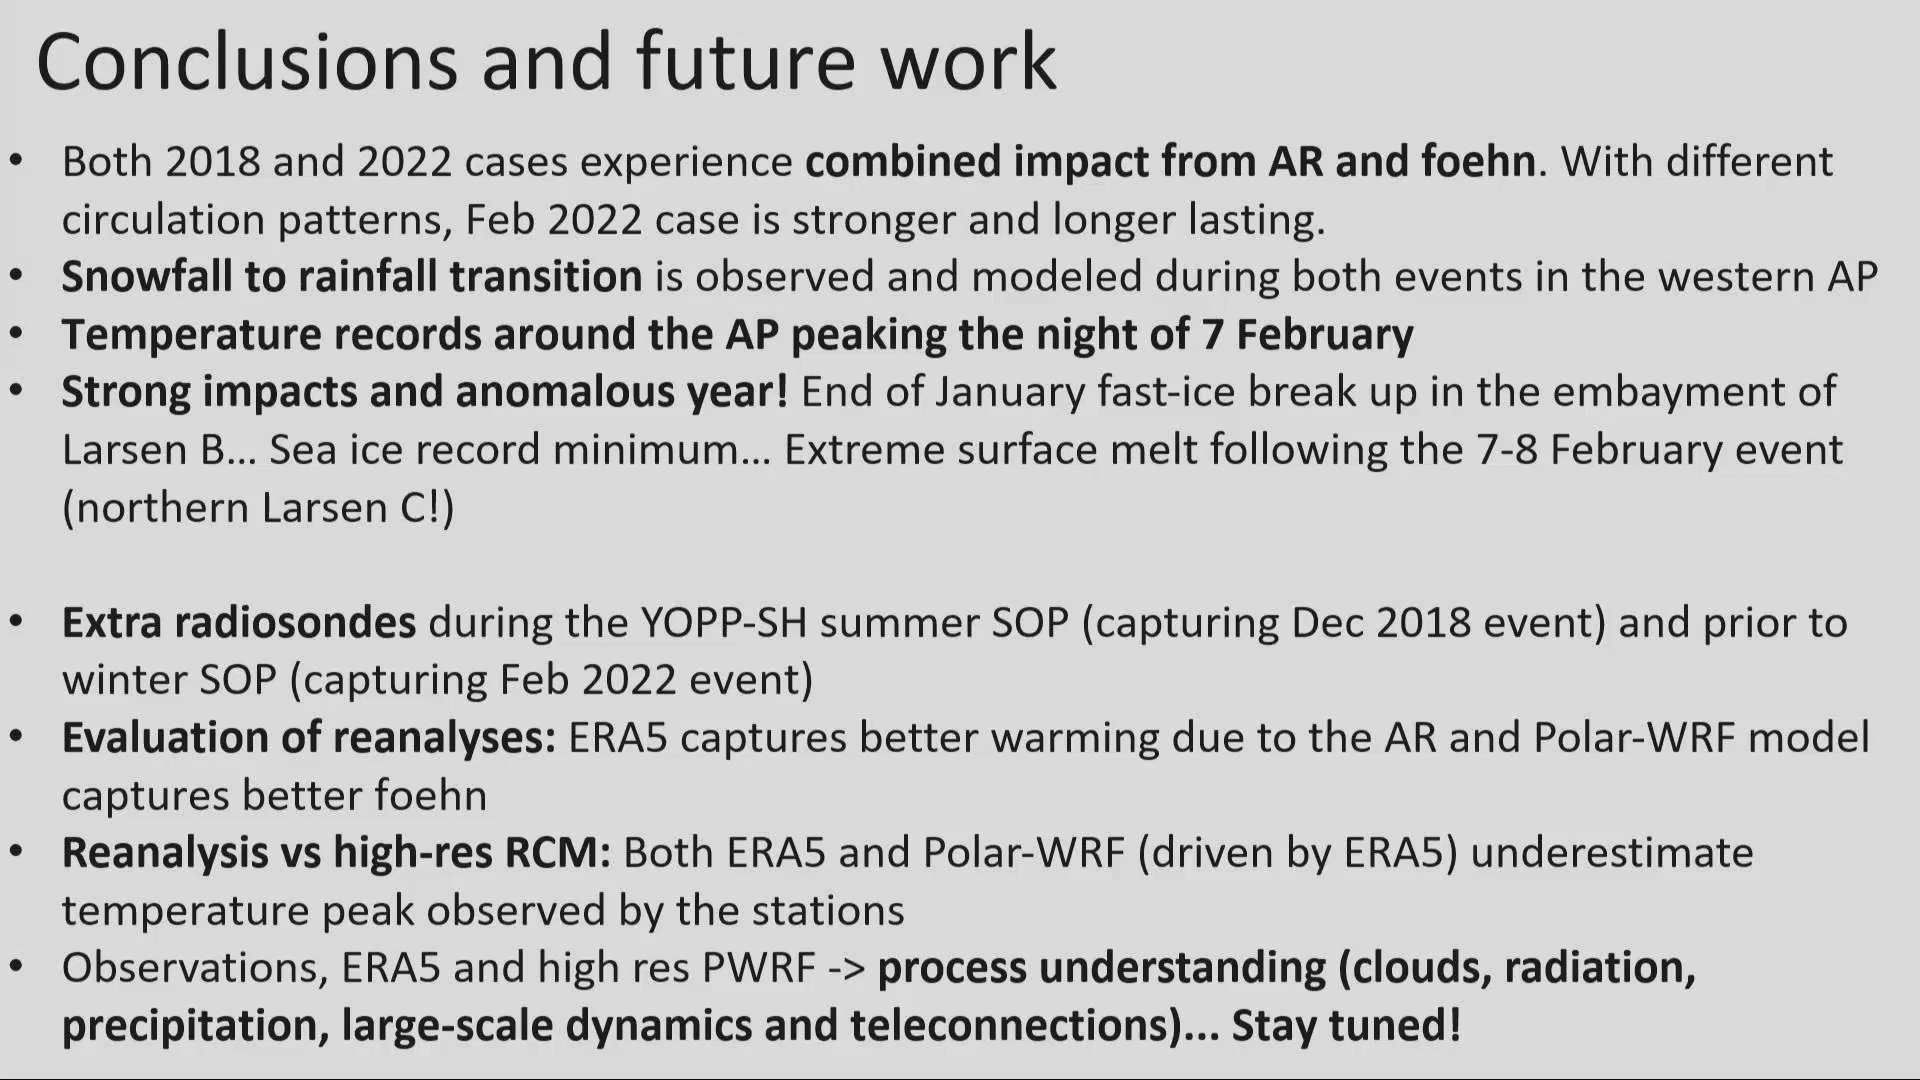 Conclusions and future work
• Both 2018 and 2022 cases experience combined impact from AR and foehn. With different
circulation patterns, Feb 2022 case is stronger and longer lasting.
• Snowfall to rainfall transition is observed and modeled during both events in the western AP
• Temperature records around the AP peaking the night of 7 February
• Strong impacts and anomalous year! End of January fast-ice break up in the embayment of
Larsen B... Sea ice record minimum... Extreme surface melt following the 7-8 February event
(northern Larsen C!)
• Extra radiosondes during the YOPP-SH summer SOP (capturing Dec 2018 event) and prior to
winter SOP (capturing Feb 2022 event)
• Evaluation of reanalyses: ERA5 captures better warming due to the AR and Polar-WRF model
captures better foehn
• Reanalysis vs high-res RCM: Both ERA5 and Polar-WRF (driven by ERA5) underestimate
temperature peak observed by the stations
• Observations, ERA5 and high res PWRF -> process understanding (clouds, radiation,
precipitation, large-scale dynamics and teleconnections)... Stay tuned!